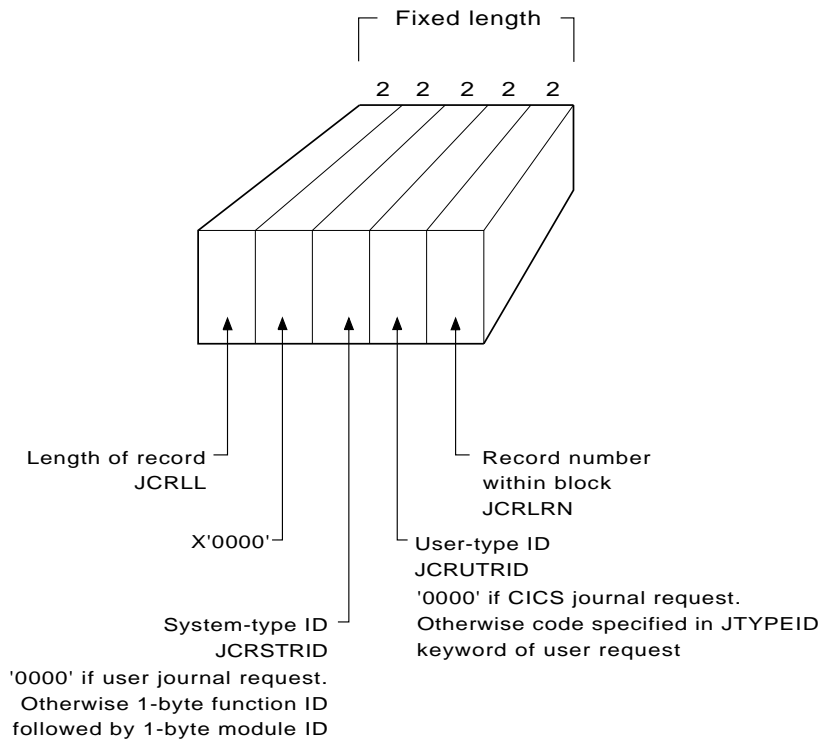 Fixed length
2 2 2 2 2
Length of record
JCRLL
Record number
within block
JCRLRN
X'0000'
User-type ID
JCRUTRID
'0000' if CICS journal request.
Otherwise code specified in JTYPEID
keyword of user request
System-type ID
JCRSTRID
'0000' if user journal request.
Otherwise 1-byte function ID
followed by 1-byte module ID